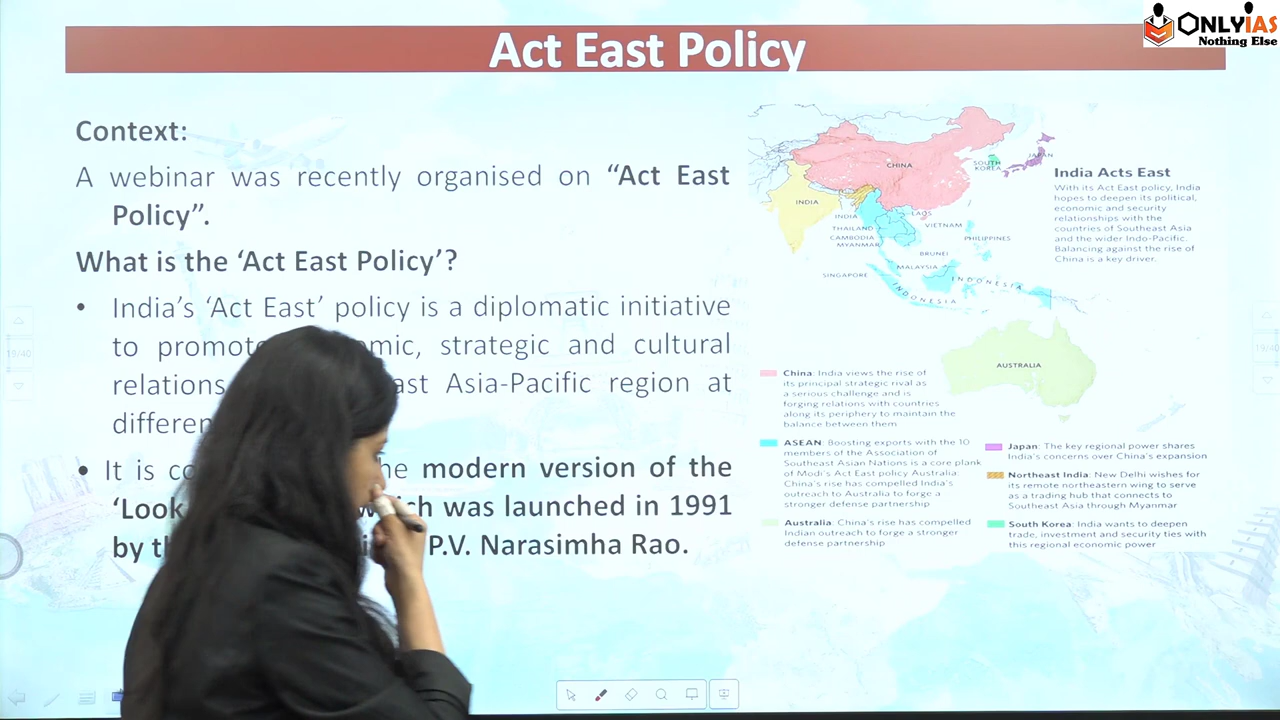 ONLYIAS
Nothing Else
Act East Policy
Context:
A webinar was recently organised on “Act East
Policy”.
What is the ‘Act East Policy’?
• India’s ‘Act East’ policy is a diplomatic initiative
to promot mic, strategic and cultural
relations ast Asia-Pacific region at
differen
• It is co he modern version of the
‘Look ch was launched in 1991
by th P.V. Narasimha Rao.
CHINA
SOUTH
KOREA
JAPAN
INDIA
INDIA
LAOS
THAILAND
VIETNAM
CAMBODIA
MYANMAR
PHILIPPINES
BRUNEI
MALAYSIA
SINGAPORE
INDONESIA
INDONESIA
AUSTRALIA
India Acts East
With its Act East policy, India
hopes to deepen its political,
economic and security
relationships with the
countries of Southeast Asia
and the wider Indo-Pacific.
Balancing against the rise of
China is a key driver.
China: India views the rise of
its principal strategic rival as
a serious challenge and is
forging relations with countries
along its periphery to maintain the
balance between them
ASEAN: Boosting exports with the 10
members of the Association of
Southeast Asian Nations is a core plank
of Modi's Act East policy Australia:
China's rise has compelled India's
outreach to Australia to forge a
stronger defense partnership
Australia: China's rise has compelled
Indian outreach to forge a stronger
defense partnership
Japan: The key regional power shares
India's concerns over China's expansion
Northeast India: New Delhi wishes for
its remote northeastern wing to serve
as a trading hub that connects to
Southeast Asia through Myanmar
South Korea: India wants to deepen
trade, investment and security ties with
this regional economic power
19/40
19/40